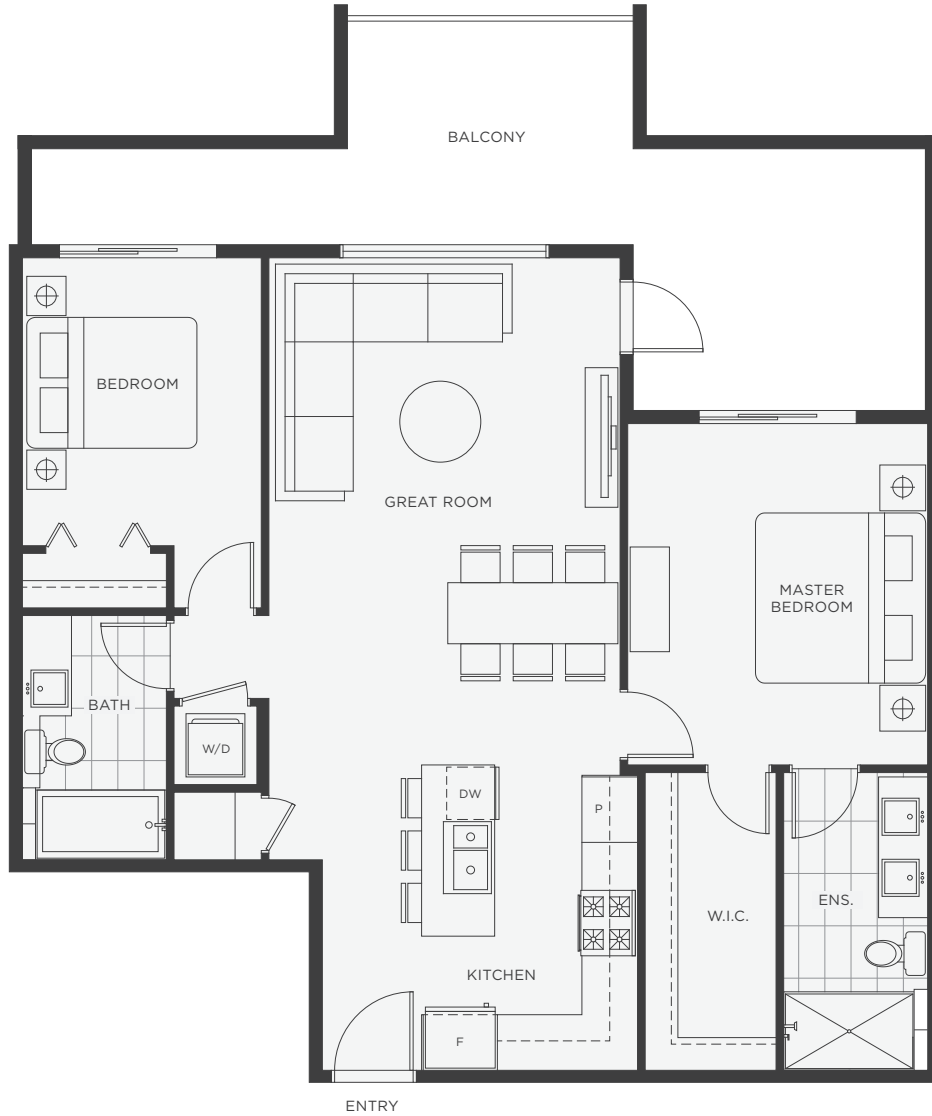 BALCONY
BEDROOM
GREAT ROOM
MASTER
BEDROOM
BATH
W/D
DW
P
ENS.
W.I.C.
KITCHEN
F
ENTRY